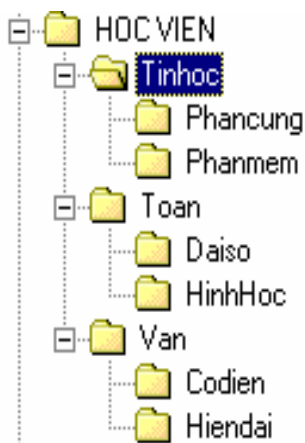 HOC VIEN
Tinhoc
Phancung
Phanmem
Toan
Daiso
HinhHoc
Van
Codien
Hiendai